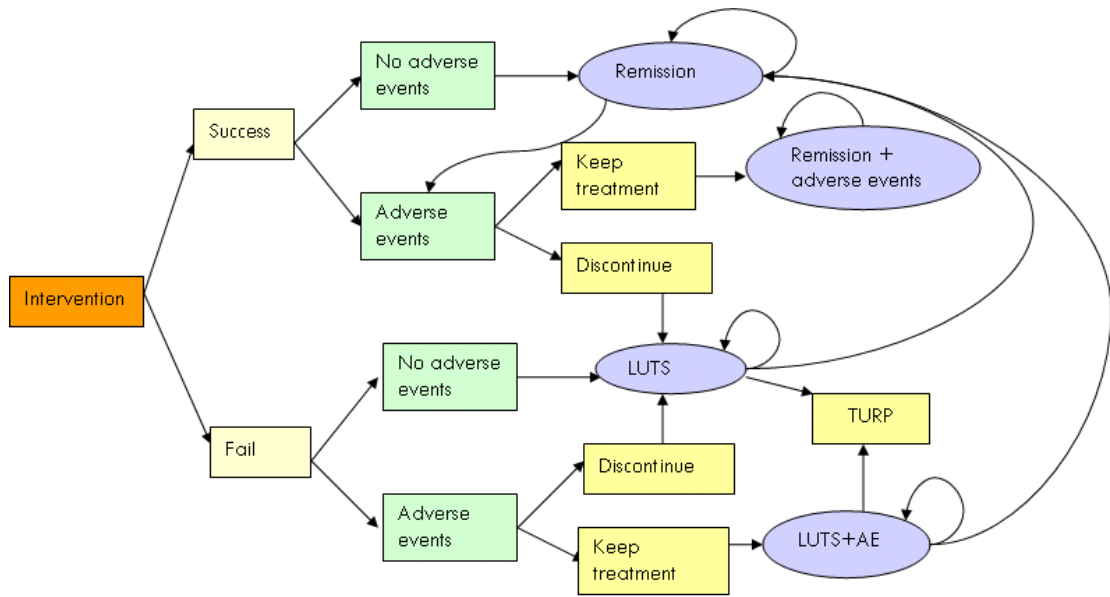 No adverse
events
Remission
Success
Keep
treatment
Remission +
adverse events
Adverse
events
Discontinue
Intervention
No adverse
events
LUTS
TURP
Fail
Discontinue
Adverse
events
Keep
treatment
LUTS+AE